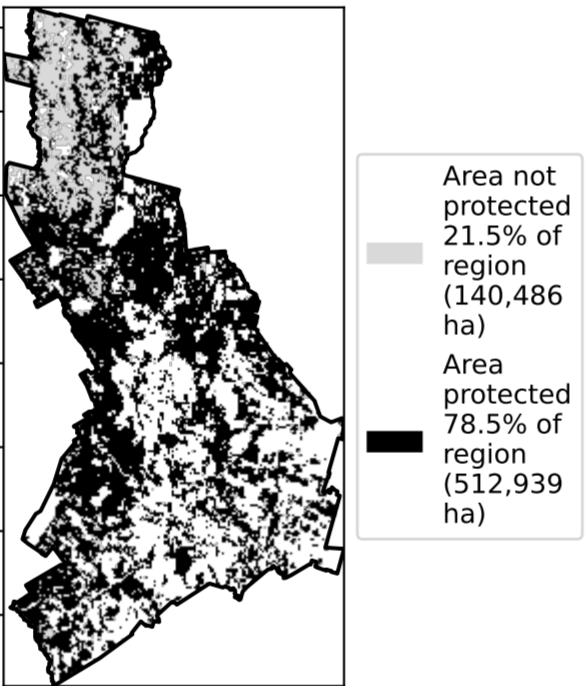 Area not
protected
21.5% of
region
(140,486
ha)
Area
protected
78.5% of
region
(512,939
ha)